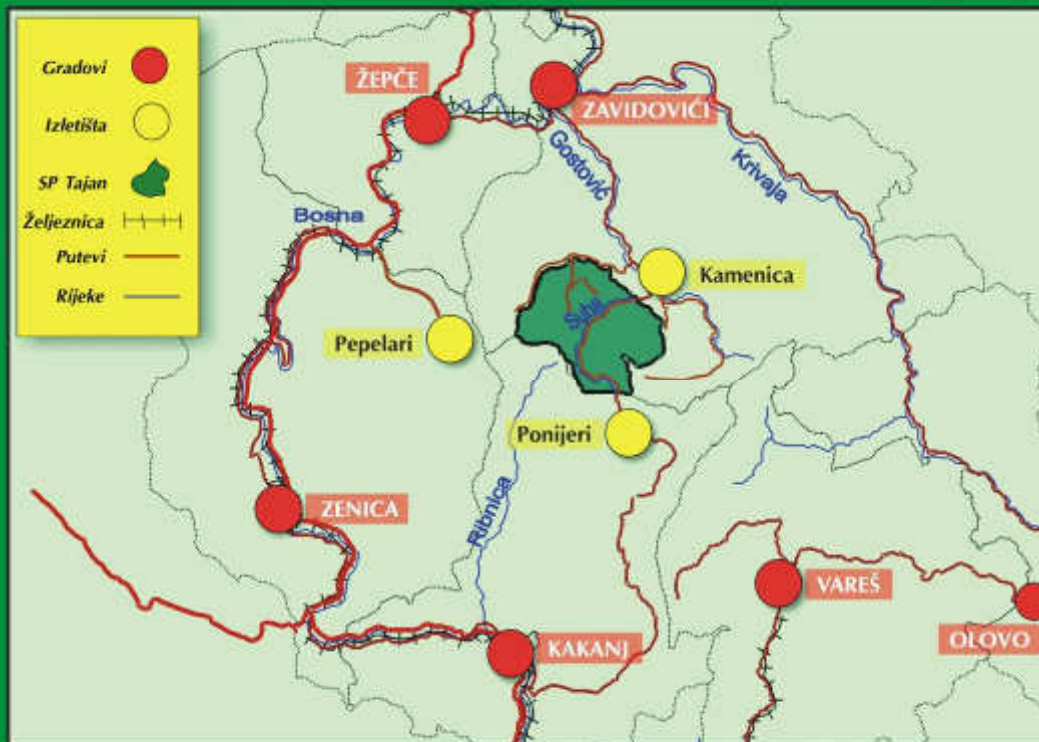 Gradovi
Izletišta
SP Tajan
Željeznica
Putevi
Rijeke
ŽEPČE
ZAVIDOVIĆI
Gostović
Krivaja
Bosna
Kamenica
Suha
Pepelari
Ponijeri
Ribnica
ZENICA
VAREŠ
KAKANJ
OLOVO